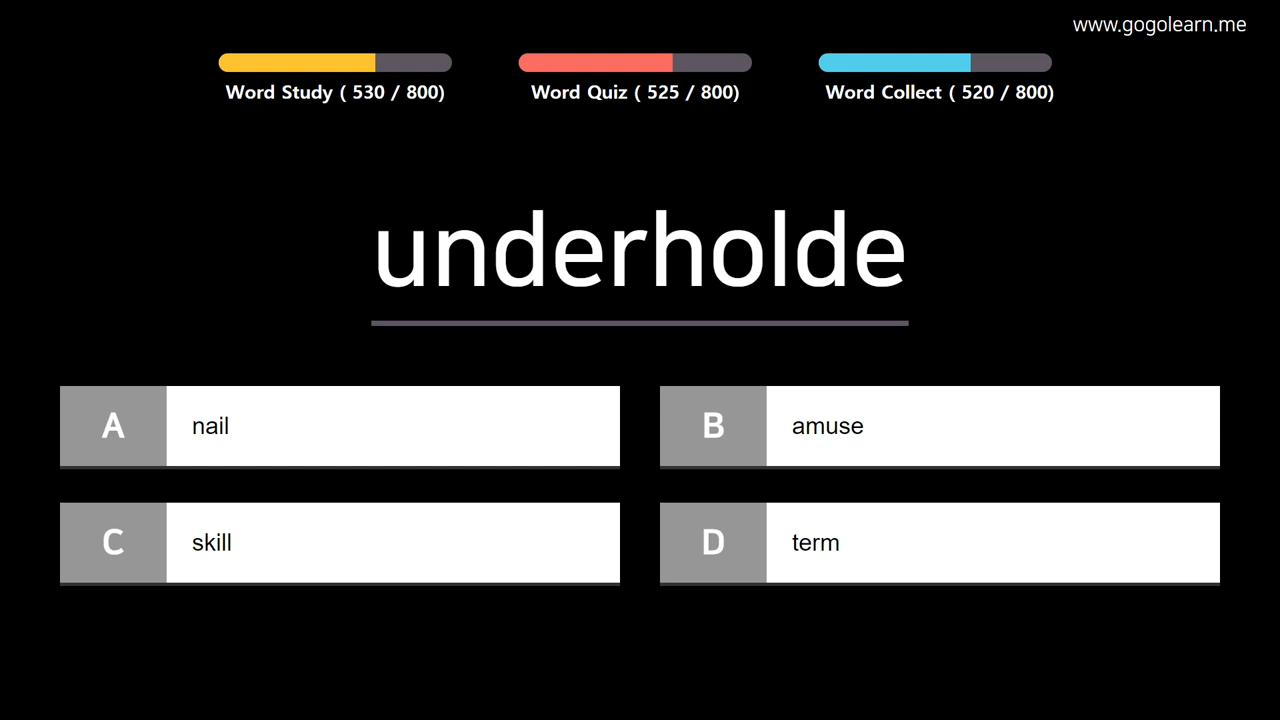 www.gogolearn.me
Word Study ( 530 / 800)
Word Quiz ( 525 / 800)
Word Collect ( 520 / 800)
underholde
A nail
B amuse
C skill
D term